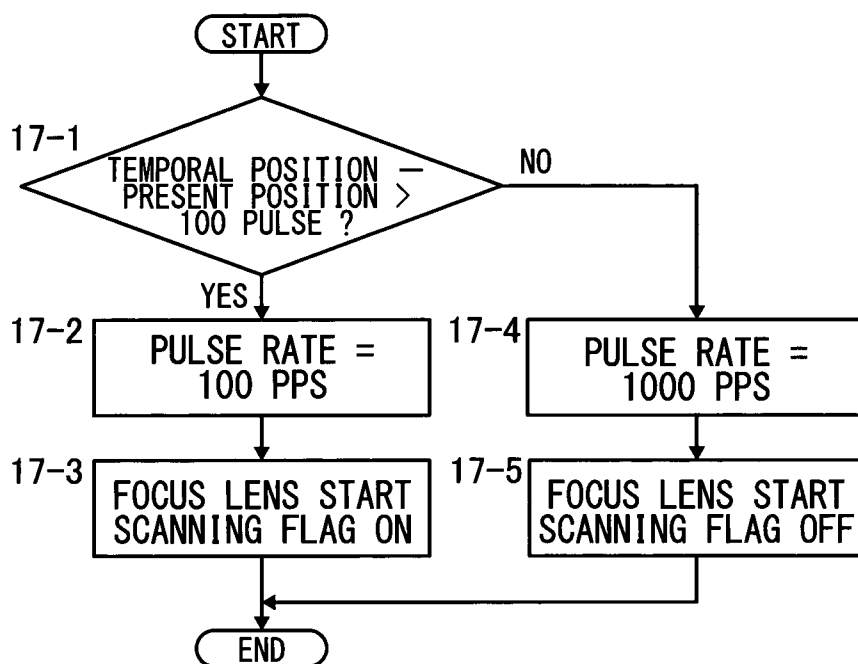 START
17-1
TEMPORAL POSITION –
PRESENT POSITION >
100 PULSE ?
NO
YES
17-2
PULSE RATE =
100 PPS
17-4
PULSE RATE =
1000 PPS
17-3
FOCUS LENS START
SCANNING FLAG ON
17-5
FOCUS LENS START
SCANNING FLAG OFF
END